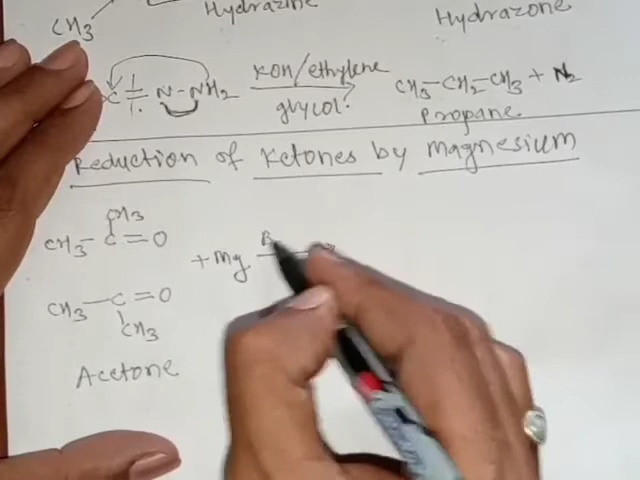 Hydrazine
Hydrazone
CH3
C = N-NH2 KOH/ethylene glycol. CH3-CH2-CH3 + N2
Propane.
Reduction of Ketones by Magnesium
CH3
CH3-C=O
+ Mg
CH3-C=O
CH3
Acetone